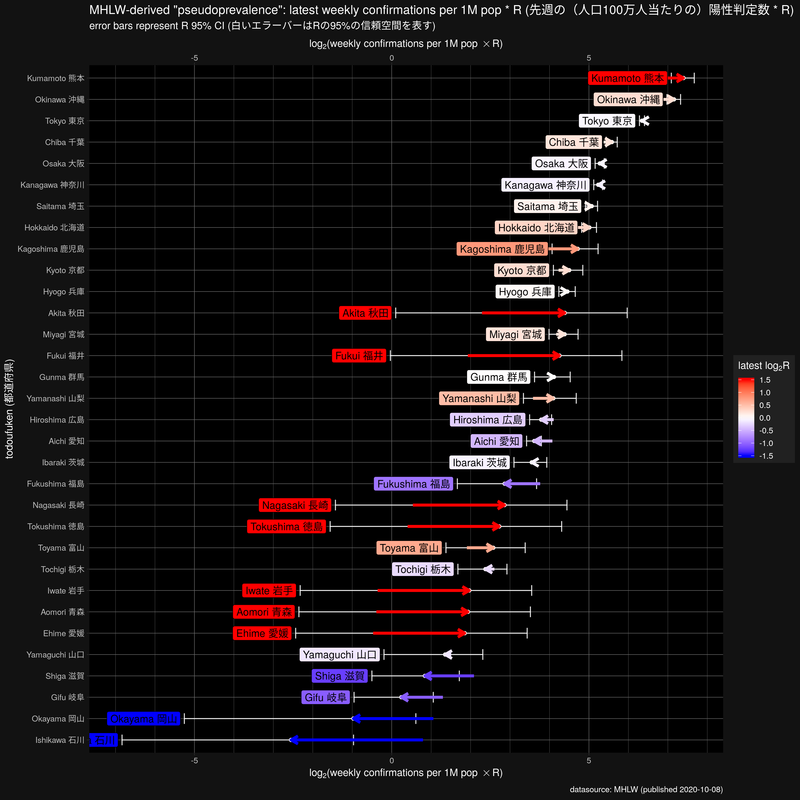 MHLW-derived "pseudoprevalence": latest weekly confirmations per 1M pop * R (先週の（人口100万人当たりの）陽性判定数 * R)
error bars represent R 95% CI (白いエラーバーはRの95%の信頼空間を表す)
log2(weekly confirmations per 1M pop × R)
-5 0 5
Kumamoto 熊本 Kumamoto 熊本
Okinawa 沖縄 Okinawa 沖縄
Tokyo 東京 Tokyo 東京
Chiba 千葉 Chiba 千葉
Osaka 大阪 Osaka 大阪
Kanagawa 神奈川 Kanagawa 神奈川
Saitama 埼玉 Saitama 埼玉
Hokkaido 北海道 Hokkaido 北海道
Kagoshima 鹿児島 Kagoshima 鹿児島
Kyoto 京都 Kyoto 京都
Hyogo 兵庫 Hyogo 兵庫
Akita 秋田 Akita 秋田
Miyagi 宮城 Miyagi 宮城
Fukui 福井 Fukui 福井
Gunma 群馬 Gunma 群馬
Yamanashi 山梨 Yamanashi 山梨
Hiroshima 広島 Hiroshima 広島
Aichi 愛知 Aichi 愛知
Ibaraki 茨城 Ibaraki 茨城
Fukushima 福島 Fukushima 福島
Nagasaki 長崎 Nagasaki 長崎
Tokushima 徳島 Tokushima 徳島
Toyama 富山 Toyama 富山
Tochigi 栃木 Tochigi 栃木
Iwate 岩手 Iwate 岩手
Aomori 青森 Aomori 青森
Ehime 愛媛 Ehime 愛媛
Yamaguchi 山口 Yamaguchi 山口
Shiga 滋賀 Shiga 滋賀
Gifu 岐阜 Gifu 岐阜
Okayama 岡山 Okayama 岡山
Ishikawa 石川 石川
-5 0 5
log2(weekly confirmations per 1M pop × R)
todoufuken (都道府県)
latest log2R
1.5
1.0
0.5
0.0
-0.5
-1.0
-1.5
datasource: MHLW (published 2020-10-08)